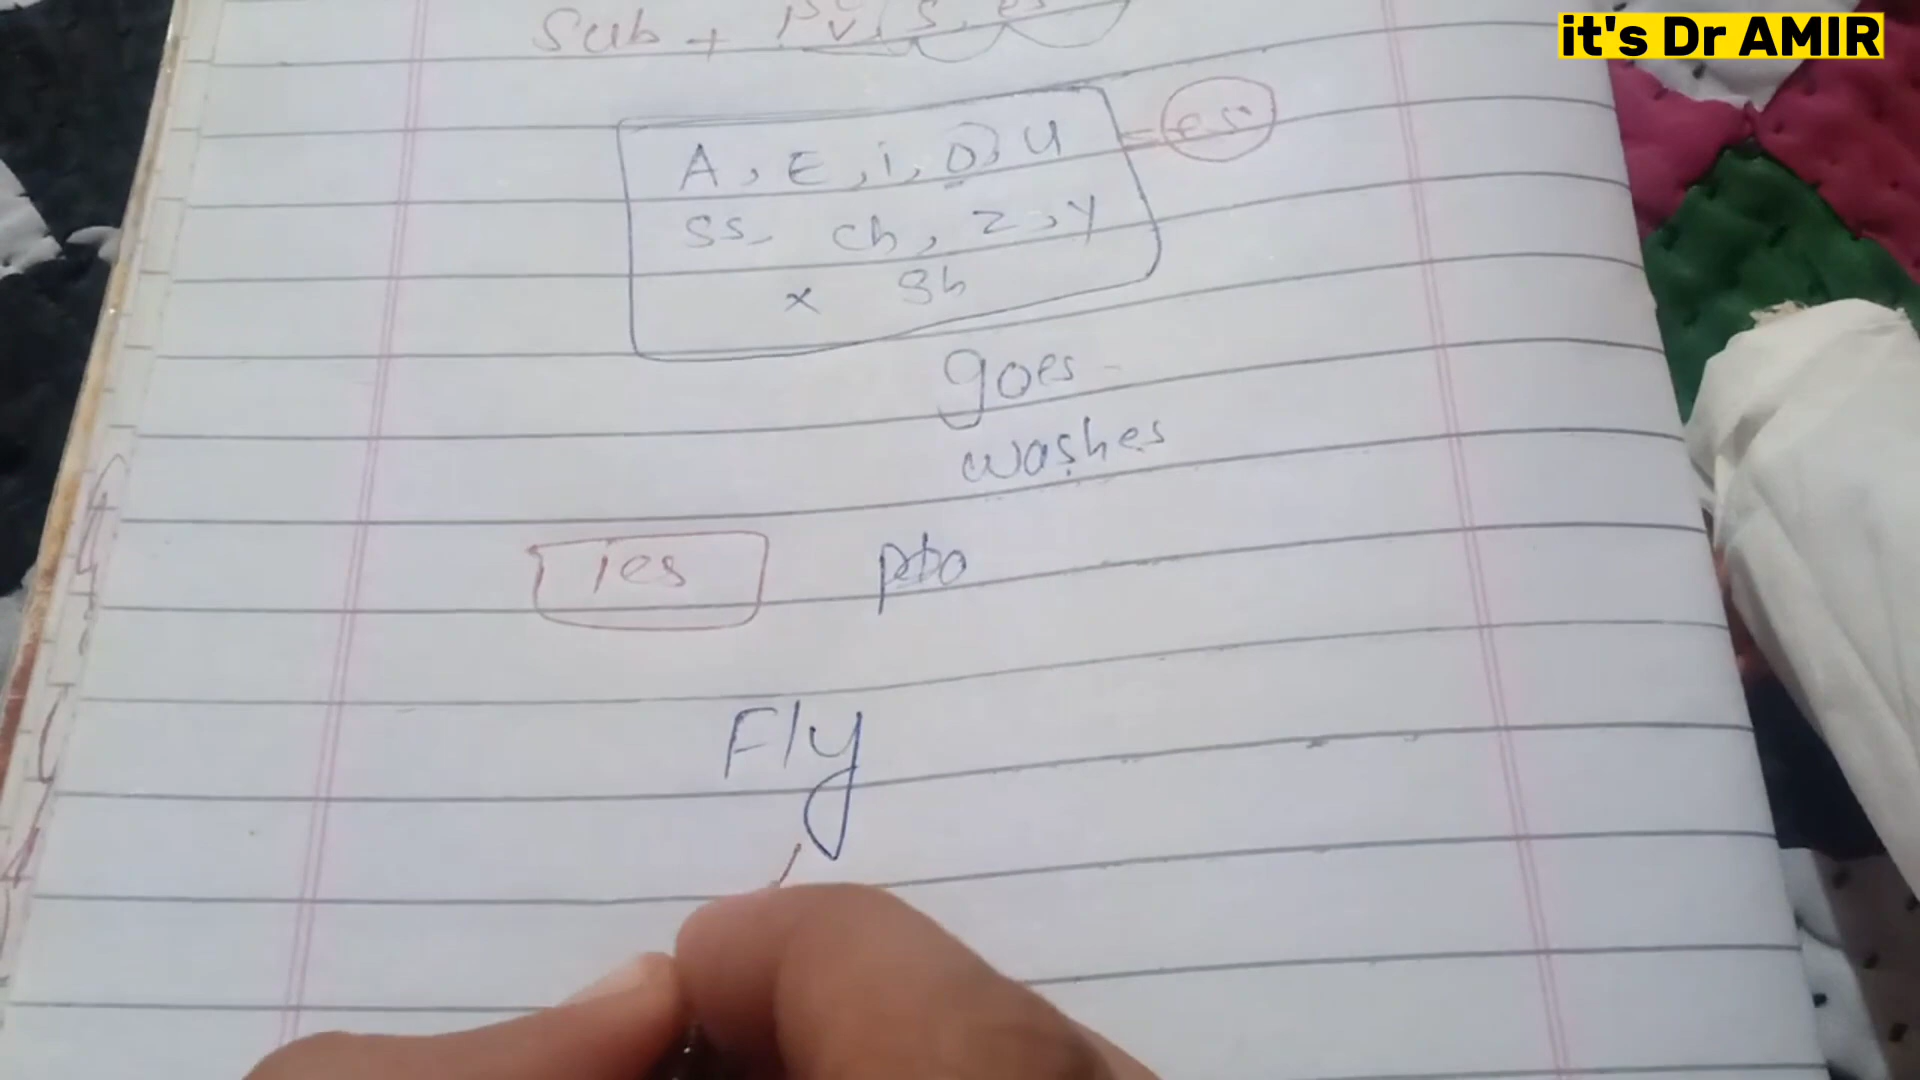 it's Dr AMIR
Sub +
A, E, i, O, U = es
ss ch, z, y
x sh
goes
washes
ies
Fly